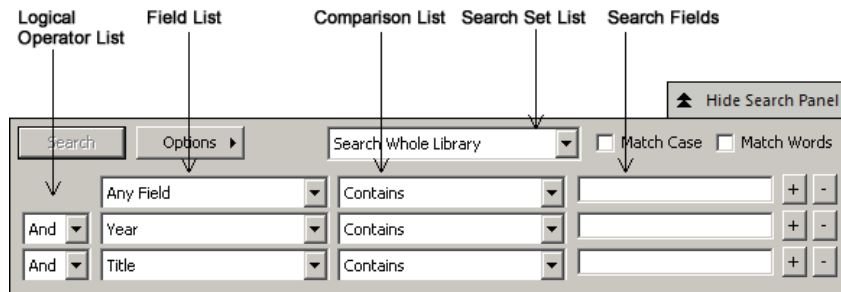 Logical
Operator List
Field List
Comparison List
Search Set List
Search Fields
Hide Search Panel
Search
Options
Search Whole Library
Match Case
Match Words
Any Field
Contains
+
-
And
Year
Contains
+
-
And
Title
Contains
+
-